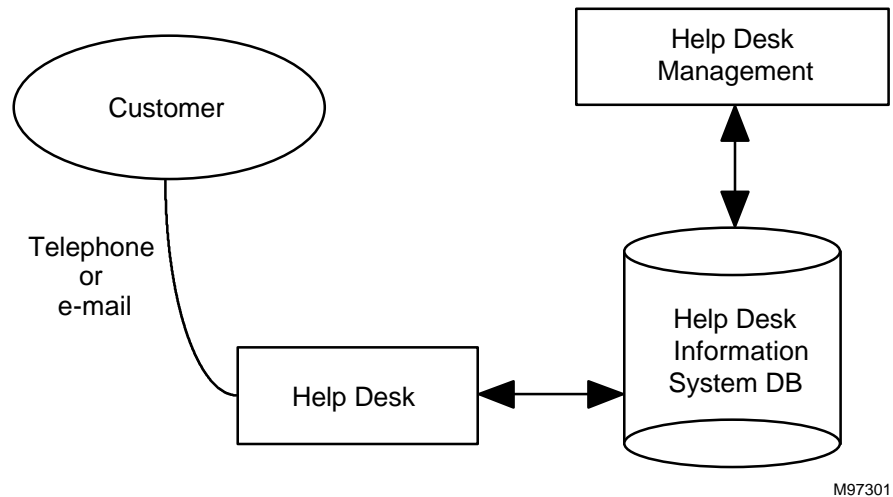 Customer
Help Desk
Management
Telephone
or
e-mail
Help Desk
Help Desk
Information
System DB
M97301